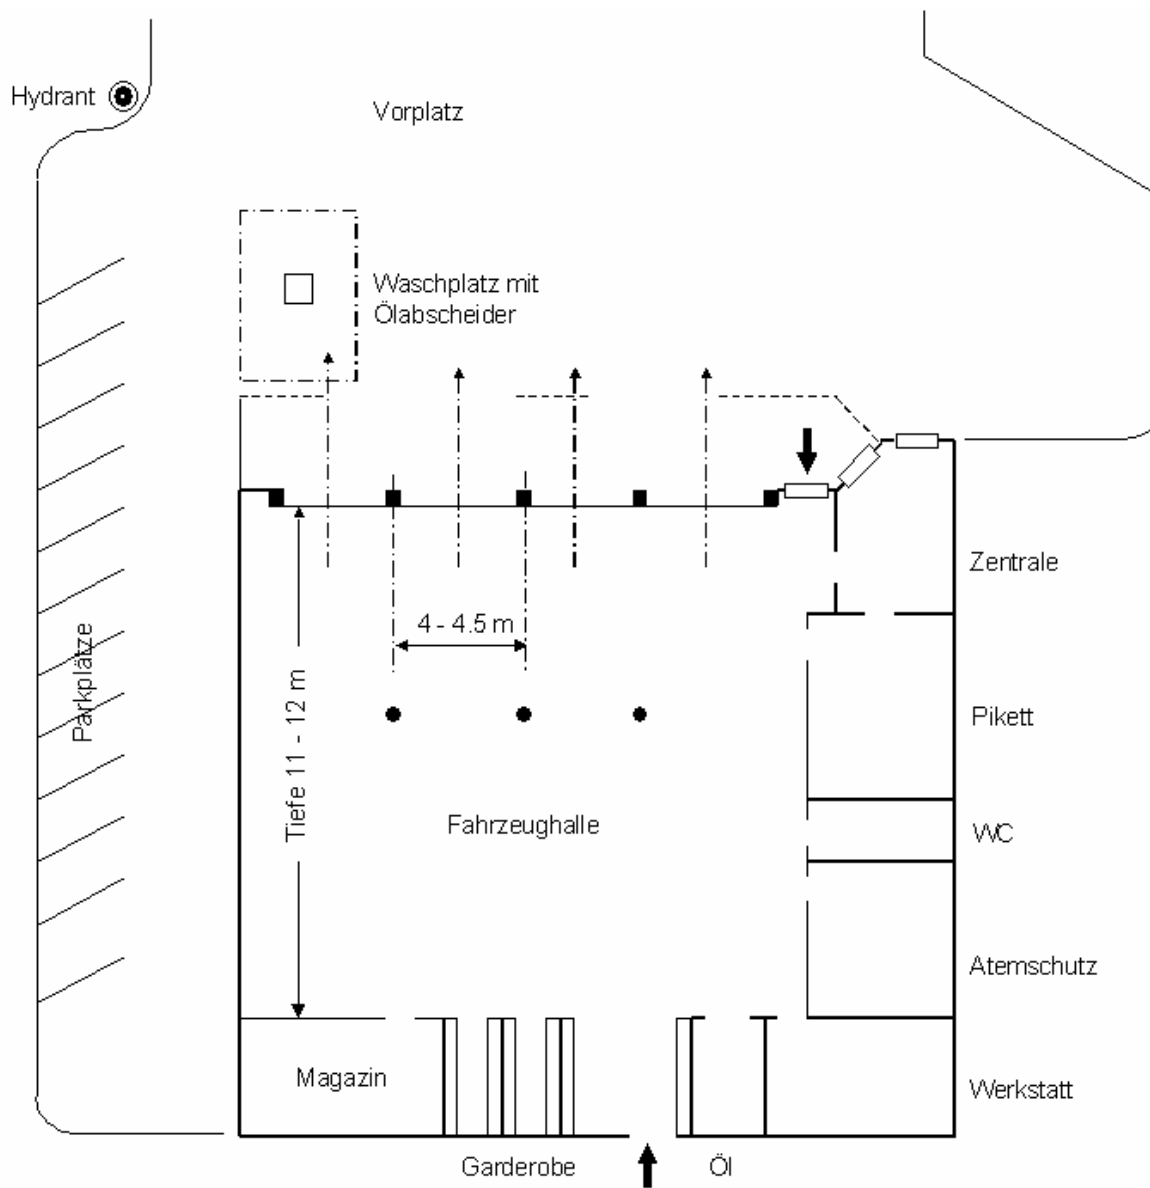 Hydrant
Vorplatz
Waschplatz mit
Ölabscheider
Zentrale
4 - 4.5 m
Parkplätze
Tiefe 11 - 12 m
Pikett
Fahrzeughalle
WC
Atemschutz
Magazin
Werkstatt
Garderobe
Öl